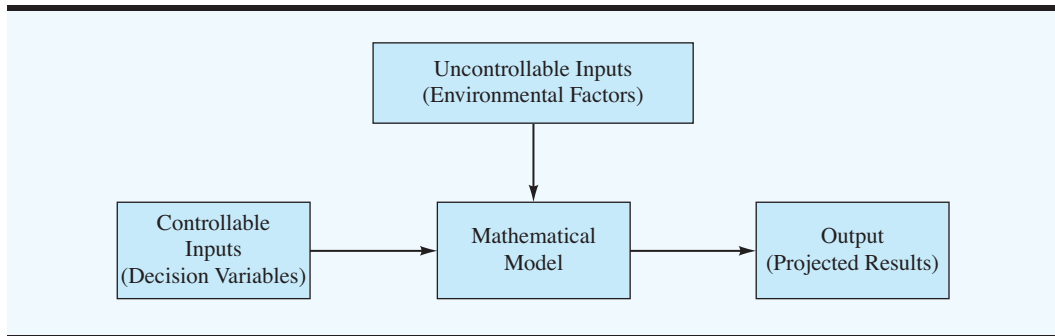 Uncontrollable Inputs
(Environmental Factors)
Controllable
Inputs
(Decision Variables)
Mathematical
Model
Output
(Projected Results)